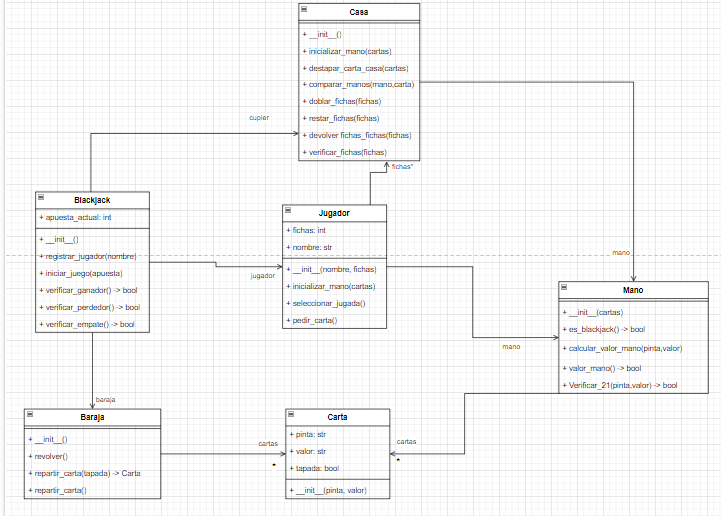 Casa
+ __init__()
+ inicializar_mano(cartas)
+ destapar_carta_casa(cartas)
+ comparar_manos(mano,carta)
+ doblar_fichas(fichas)
+ restar_fichas(fichas)
+ devolver fichas_fichas(fichas)
+ verificar_fichas(fichas)
cupier
fichas*
Blackjack
+ apuesta_actual: int
+ __init__()
+ registrar_jugador(nombre)
+ iniciar_juego(apuesta)
+ verificar_ganador() -> bool
+ verificar_perdedor() -> bool
+ verificar_empate() -> bool
jugador
Jugador
+ fichas: int
+ nombre: str
+ __init__(nombre, fichas)
+ inicializar_mano(cartas)
+ seleccionar_jugada()
+ pedir_carta()
mano
mano
Mano
+ __init__(cartas)
+ es_blackjack() -> bool
+ calcular_valor_mano(pinta,valor)
+ valor_mano() -> bool
+ Verificar_21(pinta,valor) -> bool
baraja
Baraja
+ __init__()
+ revolver()
+ repartir_carta(tapada) -> Carta
+ repartir_carta()
cartas
*
Carta
+ pinta: str
+ valor: str
+ tapada: bool
+ __init__(pinta, valor)
cartas
*